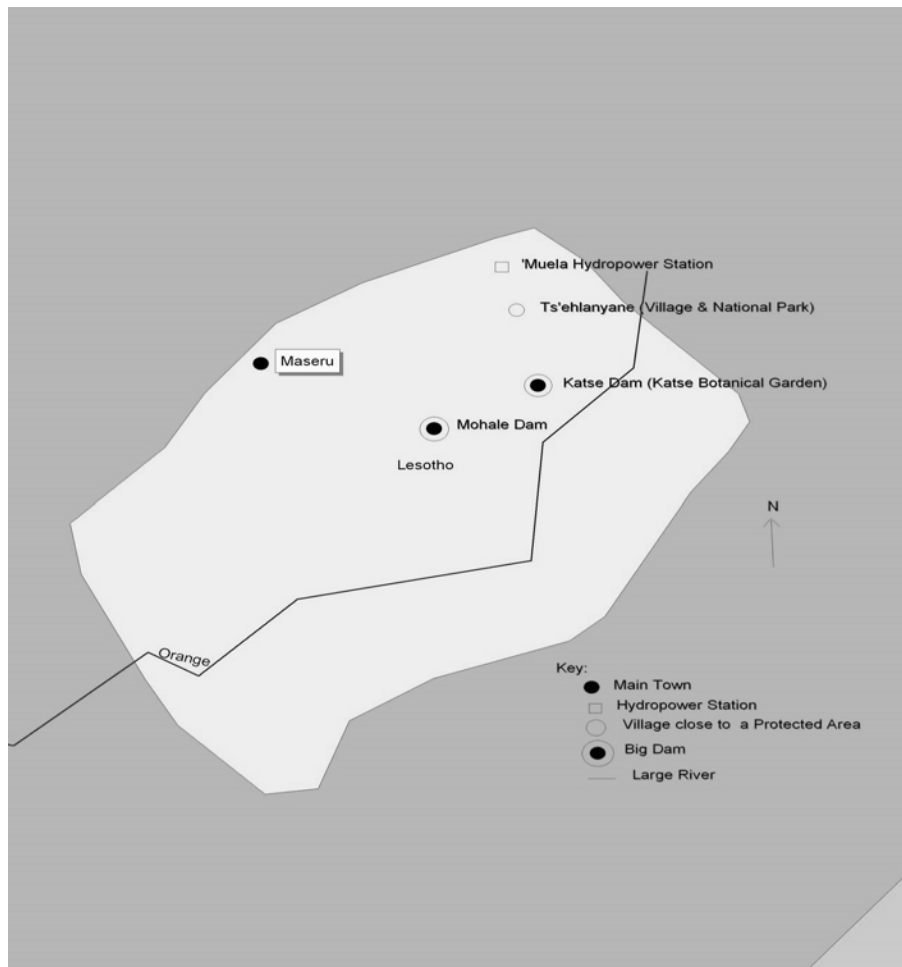 'Muela Hydropower Station
Ts'ehlanyane (Village & National Park)
Maseru
Katse Dam (Katse Botanical Garden)
Mohale Dam
Lesotho
N
Orange
Key:
Main Town
Hydropower Station
Village close to a Protected Area
Big Dam
Large River